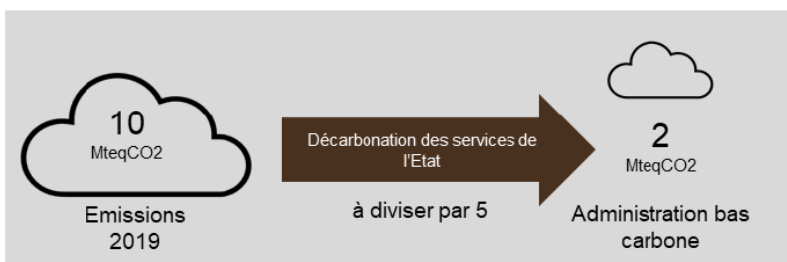 10
MteqCO2
Emissions
2019
Décarbonation des services de
l'Etat
à diviser par 5
2
MteqCO2
Administration bas
carbone